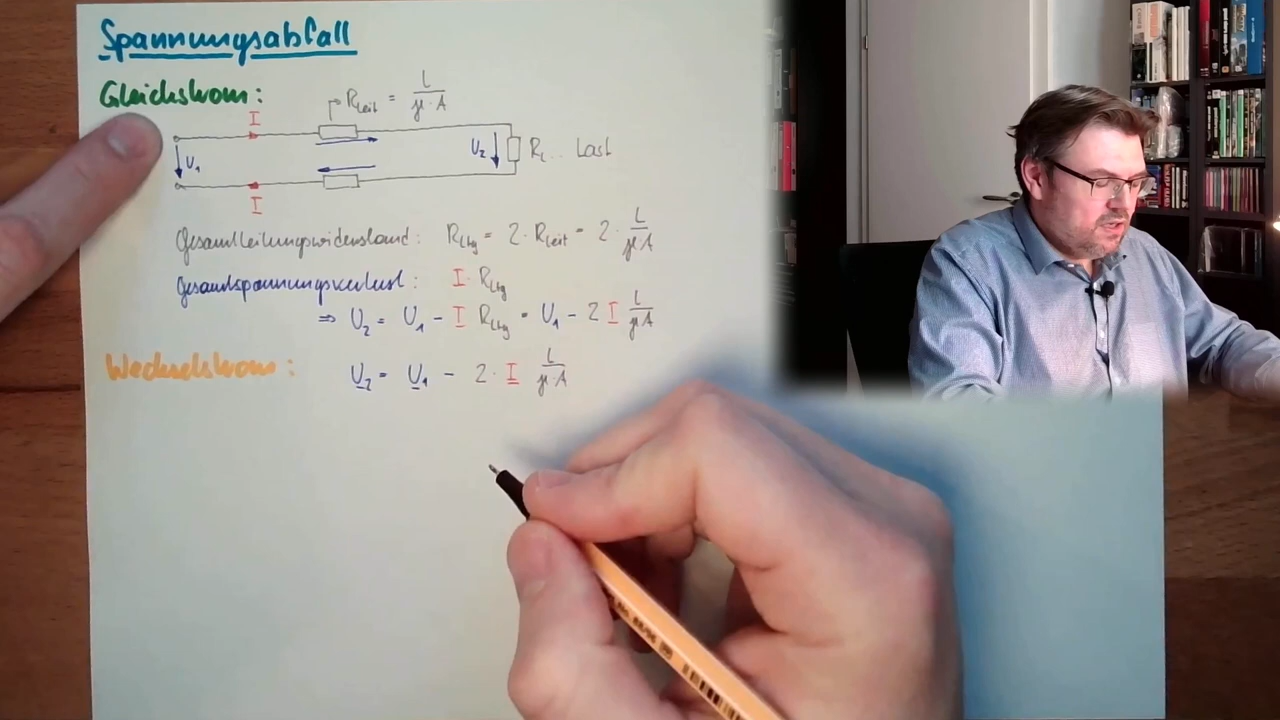 Spannungsabfall
Gleichstrom:
I R_Leit = l / (γ · A)
U₁ U₂ R_L .. Last
I
Gesamtleitungswiderstand: R_Ltg = 2 · R_Leit = 2 · l / (γ · A)
Gesamtspannungsverlust: I · R_Ltg
⇒ U₂ = U₁ - I R_Ltg = U₁ - 2 I l / (γ · A)
Wechselstrom: U₂ = U₁ - 2 · I l / (γ · A)